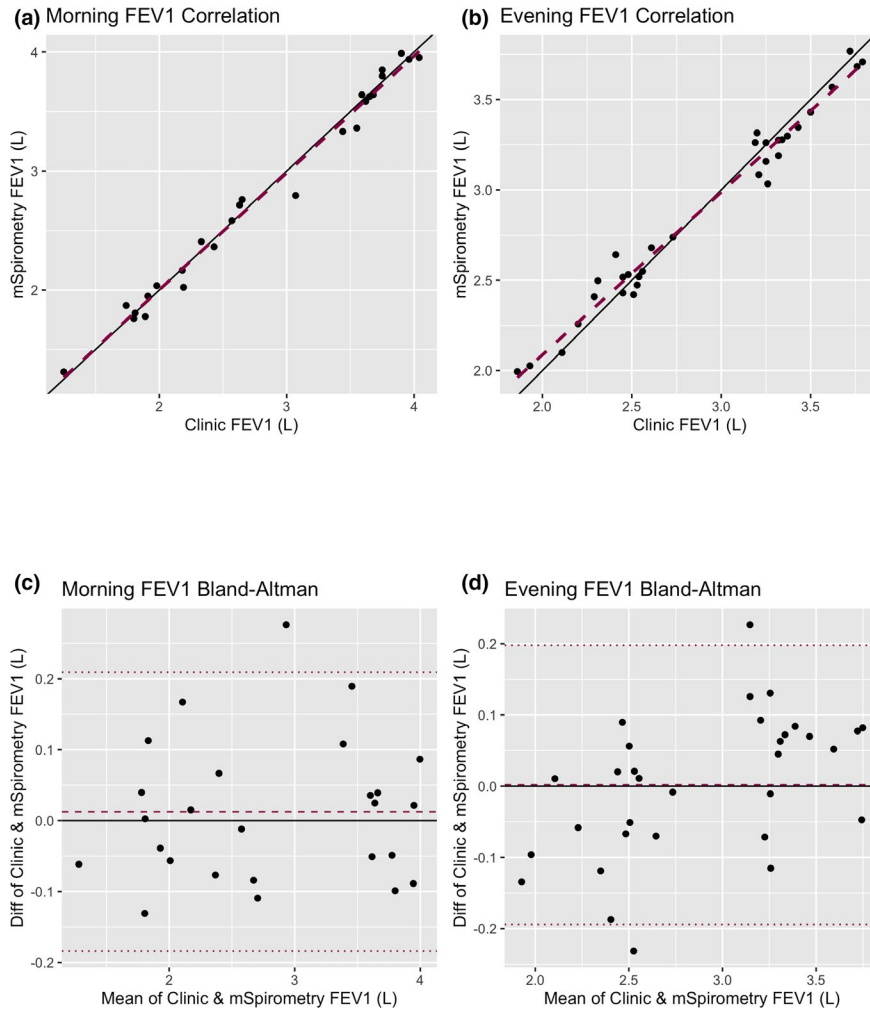 (a) Morning FEV1 Correlation
mSpirometry FEV1 (L)
4
3
2
2 3 4
Clinic FEV1 (L)
(b) Evening FEV1 Correlation
mSpirometry FEV1 (L)
3.5
3.0
2.5
2.0
2.0 2.5 3.0 3.5
Clinic FEV1 (L)
(c) Morning FEV1 Bland-Altman
Diff of Clinic & mSpirometry FEV1 (L)
0.2
0.1
0.0
-0.1
-0.2
2 3 4
Mean of Clinic & mSpirometry FEV1 (L)
(d) Evening FEV1 Bland-Altman
Diff of Clinic & mSpirometry FEV1 (L)
0.2
0.1
0.0
-0.1
-0.2
2.0 2.5 3.0 3.5
Mean of Clinic & mSpirometry FEV1 (L)